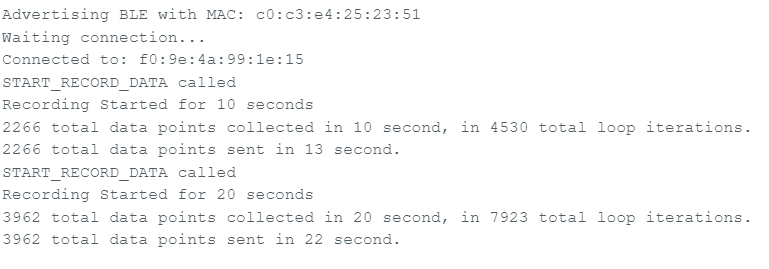 Advertising BLE with MAC: c0:c3:e4:25:23:51
Waiting connection...
Connected to: f0:9e:4a:99:1e:15
START_RECORD_DATA called
Recording Started for 10 seconds
2266 total data points collected in 10 second, in 4530 total loop iterations.
2266 total data points sent in 13 second.
START_RECORD_DATA called
Recording Started for 20 seconds
3962 total data points collected in 20 second, in 7923 total loop iterations.
3962 total data points sent in 22 second.